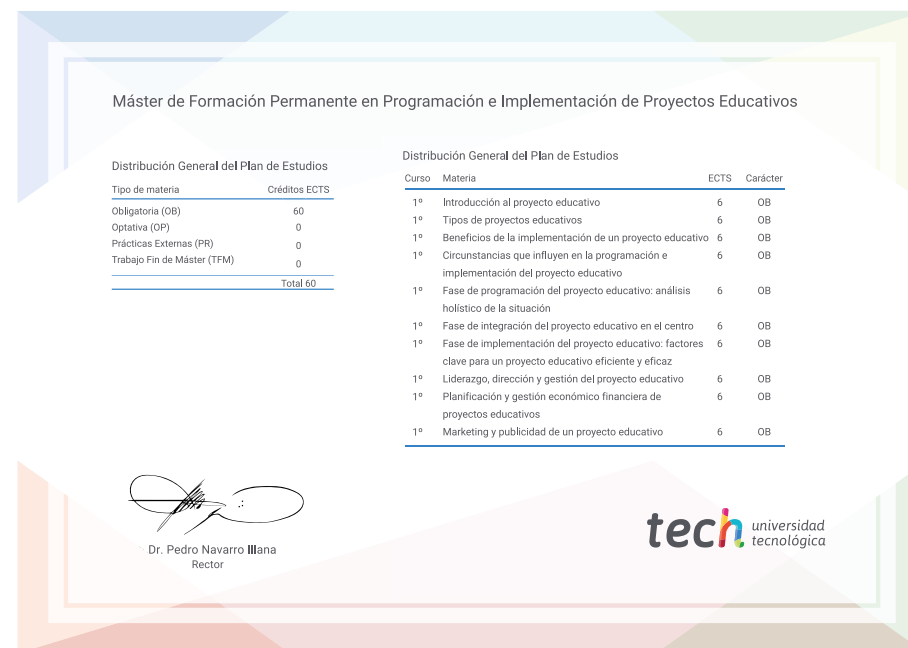 Máster de Formación Permanente en Programación e Implementación de Proyectos Educativos
Distribución General del Plan de Estudios
Tipo de materia Créditos ECTS
Obligatoria (OB) 60
Optativa (OP) 0
Prácticas Externas (PR) 0
Trabajo Fin de Máster (TFM) 0
Total 60
Distribución General del Plan de Estudios
Curso Materia ECTS Carácter
1º Introducción al proyecto educativo 6 OB
1º Tipos de proyectos educativos 6 OB
1º Beneficios de la implementación de un proyecto educativo 6 OB
1º Circunstancias que influyen en la programación e 6 OB
implementación del proyecto educativo
1º Fase de programación del proyecto educativo: análisis 6 OB
holístico de la situación
1º Fase de integración del proyecto educativo en el centro 6 OB
1º Fase de implementación del proyecto educativo: factores 6 OB
clave para un proyecto educativo eficiente y eficaz
1º Liderazgo, dirección y gestión del proyecto educativo 6 OB
1º Planificación y gestión económico financiera de 6 OB
proyectos educativos
1º Marketing y publicidad de un proyecto educativo 6 OB
Dr. Pedro Navarro Illana
Rector
tech universidad
tecnológica